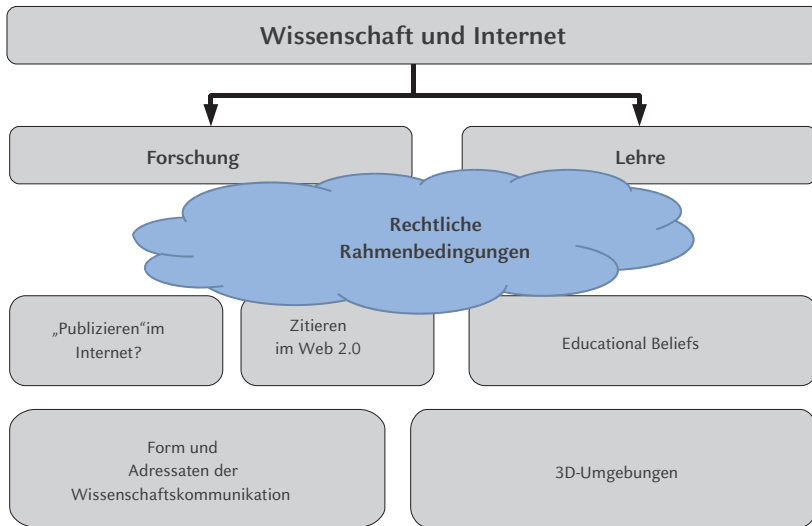 Wissenschaft und Internet
Forschung
Lehre
Rechtliche
Rahmenbedingungen
„Publizieren“im
Internet?
Zitieren
im Web 2.0
Educational Beliefs
Form und
Adressaten der
Wissenschaftskommunikation
3D-Umgebungen